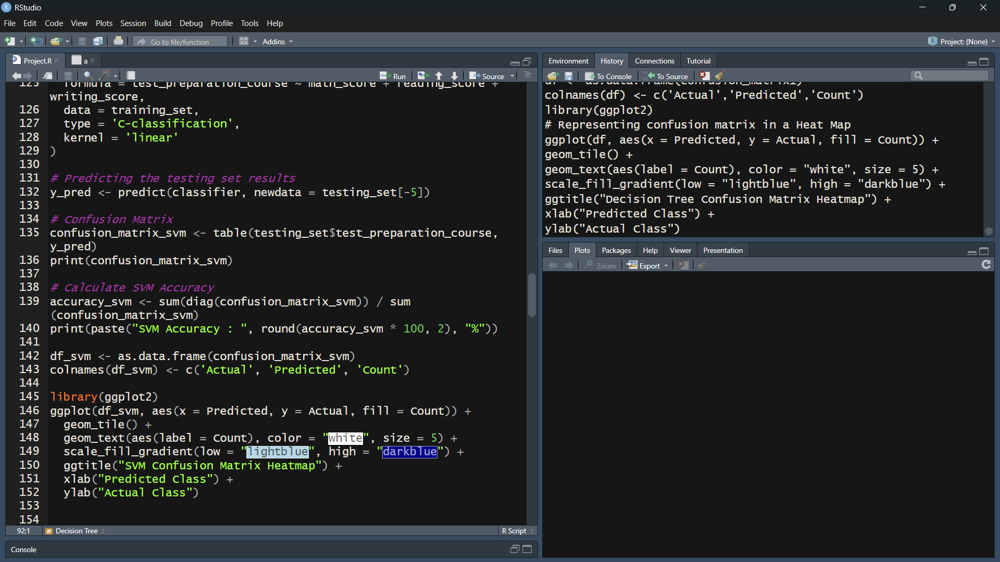 RStudio
File Edit Code View Plots Session Build Debug Profile Tools Help
Go to file/function
Addins
Project: (None)
Project.R
a
Run
Source
125 formula = test_preparation_course ~ math_score + reading_score +
writing_score,
126 data = training_set,
127 type = 'C-classification',
128 kernel = 'linear'
129 )
130
131 # Predicting the testing set results
132 y_pred <- predict(classifier, newdata = testing_set[-5])
133
134 # Confusion Matrix
135 confusion_matrix_svm <- table(testing_set$test_preparation_course,
y_pred)
136 print(confusion_matrix_svm)
137
138 # Calculate SVM Accuracy
139 accuracy_svm <- sum(diag(confusion_matrix_svm)) / sum
(confusion_matrix_svm)
140 print(paste("SVM Accuracy : ", round(accuracy_svm * 100, 2), "%"))
141
142 df_svm <- as.data.frame(confusion_matrix_svm)
143 colnames(df_svm) <- c('Actual', 'Predicted', 'Count')
144
145 library(ggplot2)
146 ggplot(df_svm, aes(x = Predicted, y = Actual, fill = Count)) +
147 geom_tile() +
148 geom_text(aes(label = Count), color = "white", size = 5) +
149 scale_fill_gradient(low = "lightblue", high = "darkblue") +
150 ggtitle("SVM Confusion Matrix Heatmap") +
151 xlab("Predicted Class") +
152 ylab("Actual Class")
153
154
92:1 # Decision Tree R Script
Console
Environment History Connections Tutorial
To Console To Source
df <- as.data.frame(confusion_matrix1)
colnames(df) <- c('Actual','Predicted','Count')
library(ggplot2)
# Representing confusion matrix in a Heat Map
ggplot(df, aes(x = Predicted, y = Actual, fill = Count)) +
geom_tile() +
geom_text(aes(label = Count), color = "white", size = 5) +
scale_fill_gradient(low = "lightblue", high = "darkblue") +
ggtitle("Decision Tree Confusion Matrix Heatmap") +
xlab("Predicted Class") +
ylab("Actual Class")
Files Plots Packages Help Viewer Presentation
Zoom Export